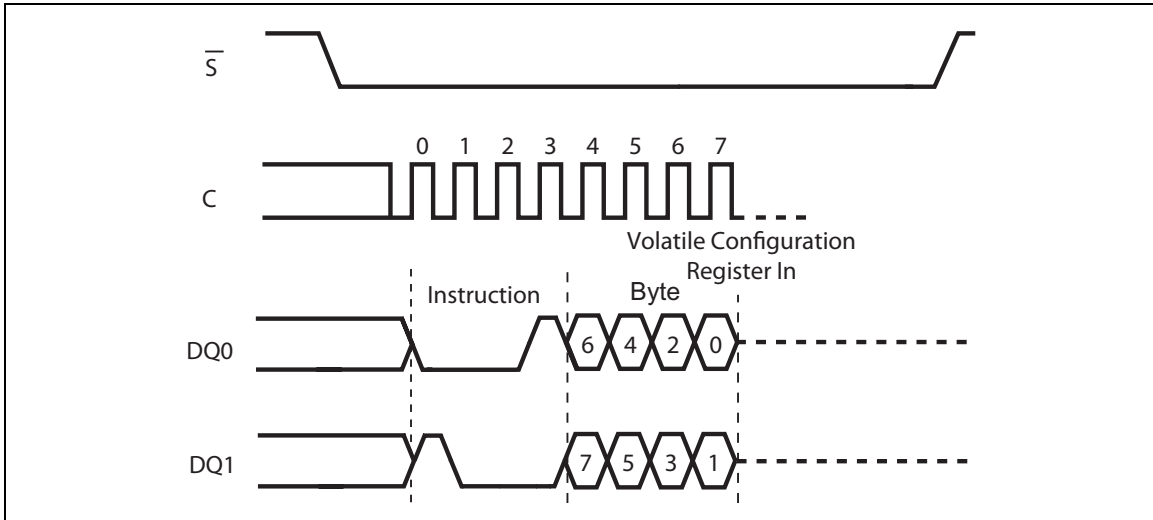 S
0 1 2 3 4 5 6 7
C
Volatile Configuration
Register In
Instruction Byte
DQ0 6 4 2 0
DQ1 7 5 3 1